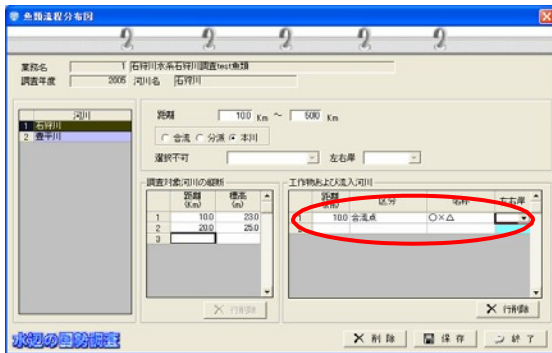 魚類流程分布図
業務名 1 石狩川水系石狩川調査test魚類
調査年度 2005 河川名 石狩川
河川
1 石狩川
2 豊平川
距離 10.0 Km ～ 50.0 Km
合流 分派 本川
選択不可 左右岸
調査対象河川の縦断
距離(Km) 標高(m)
1 10.0 23.0
2 20.0 25.0
3
行削除
工作物および流入河川
距離(Km) 区分 名称 左右岸
1 10.0 合流点 〇×△
2
行削除
水辺の国勢調査
削除 保存 終了